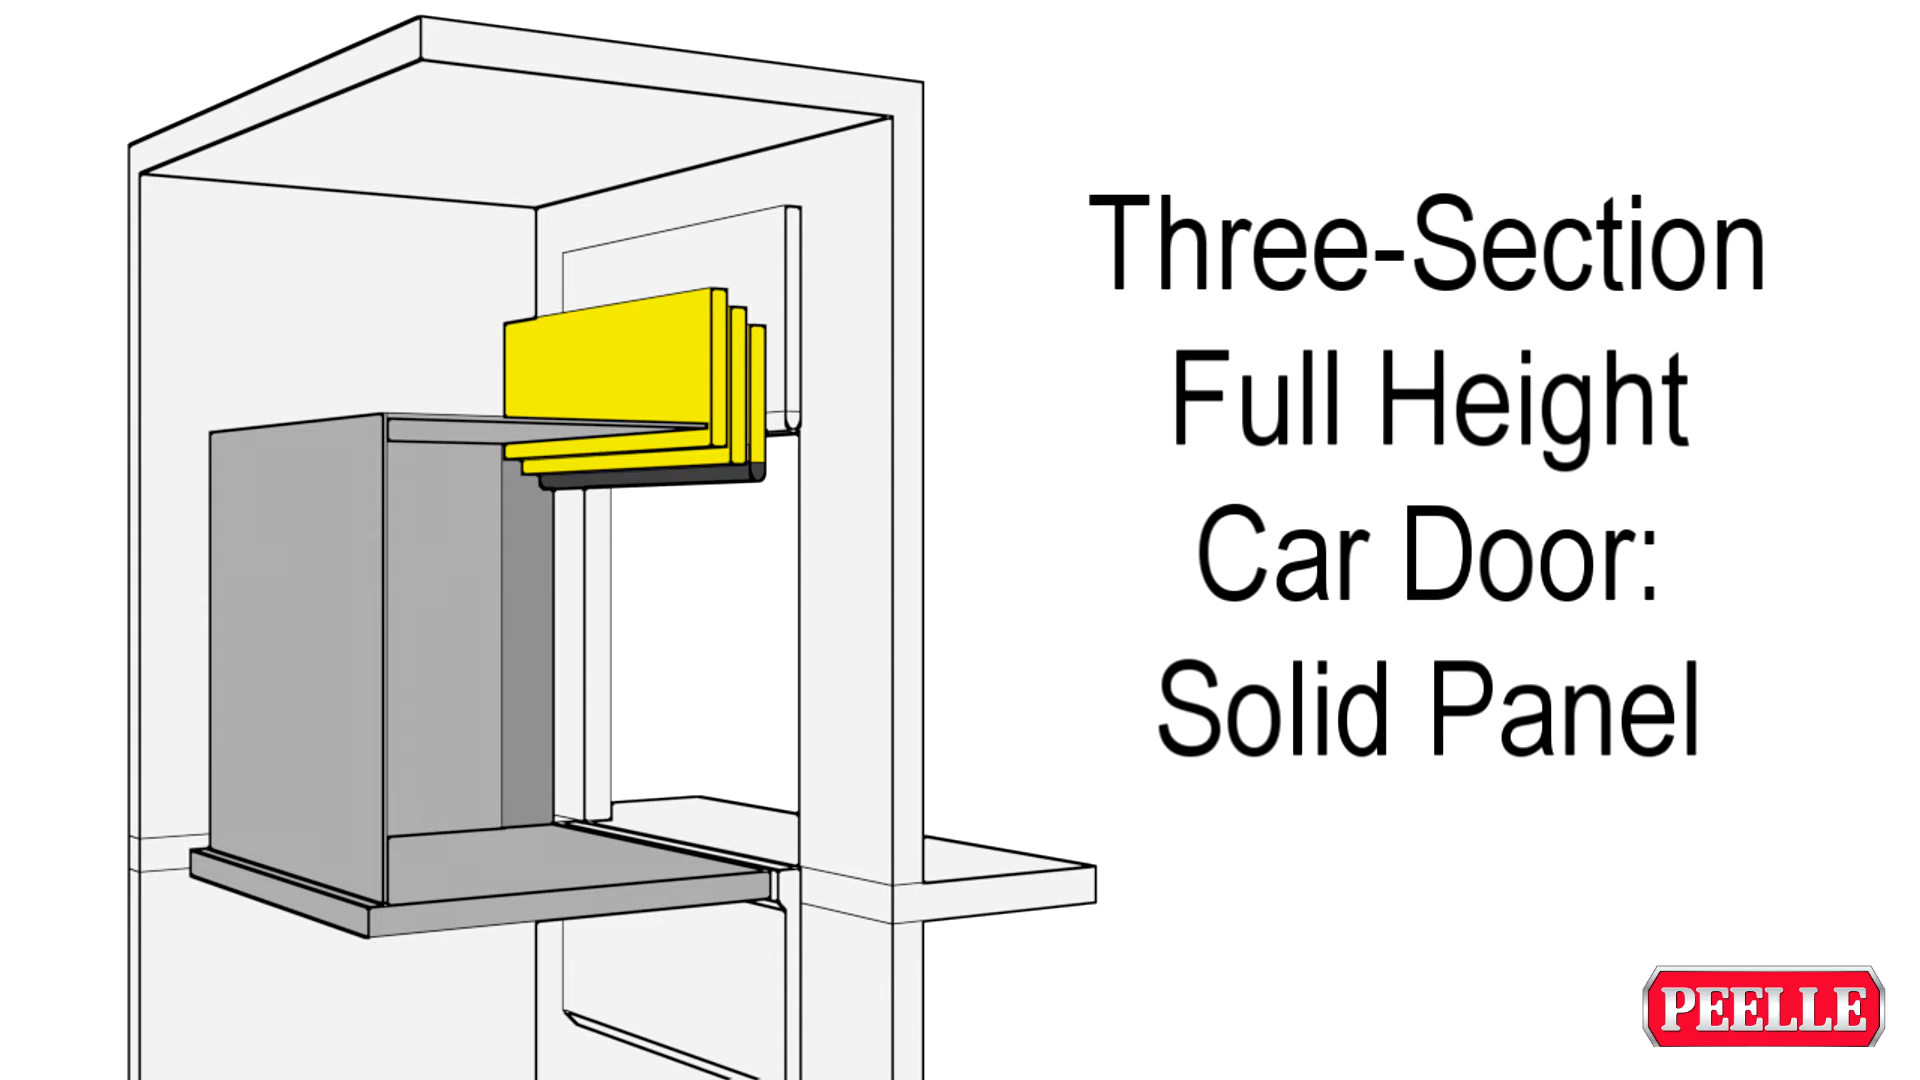 Three-Section
Full Height
Car Door:
Solid Panel
PEELLE